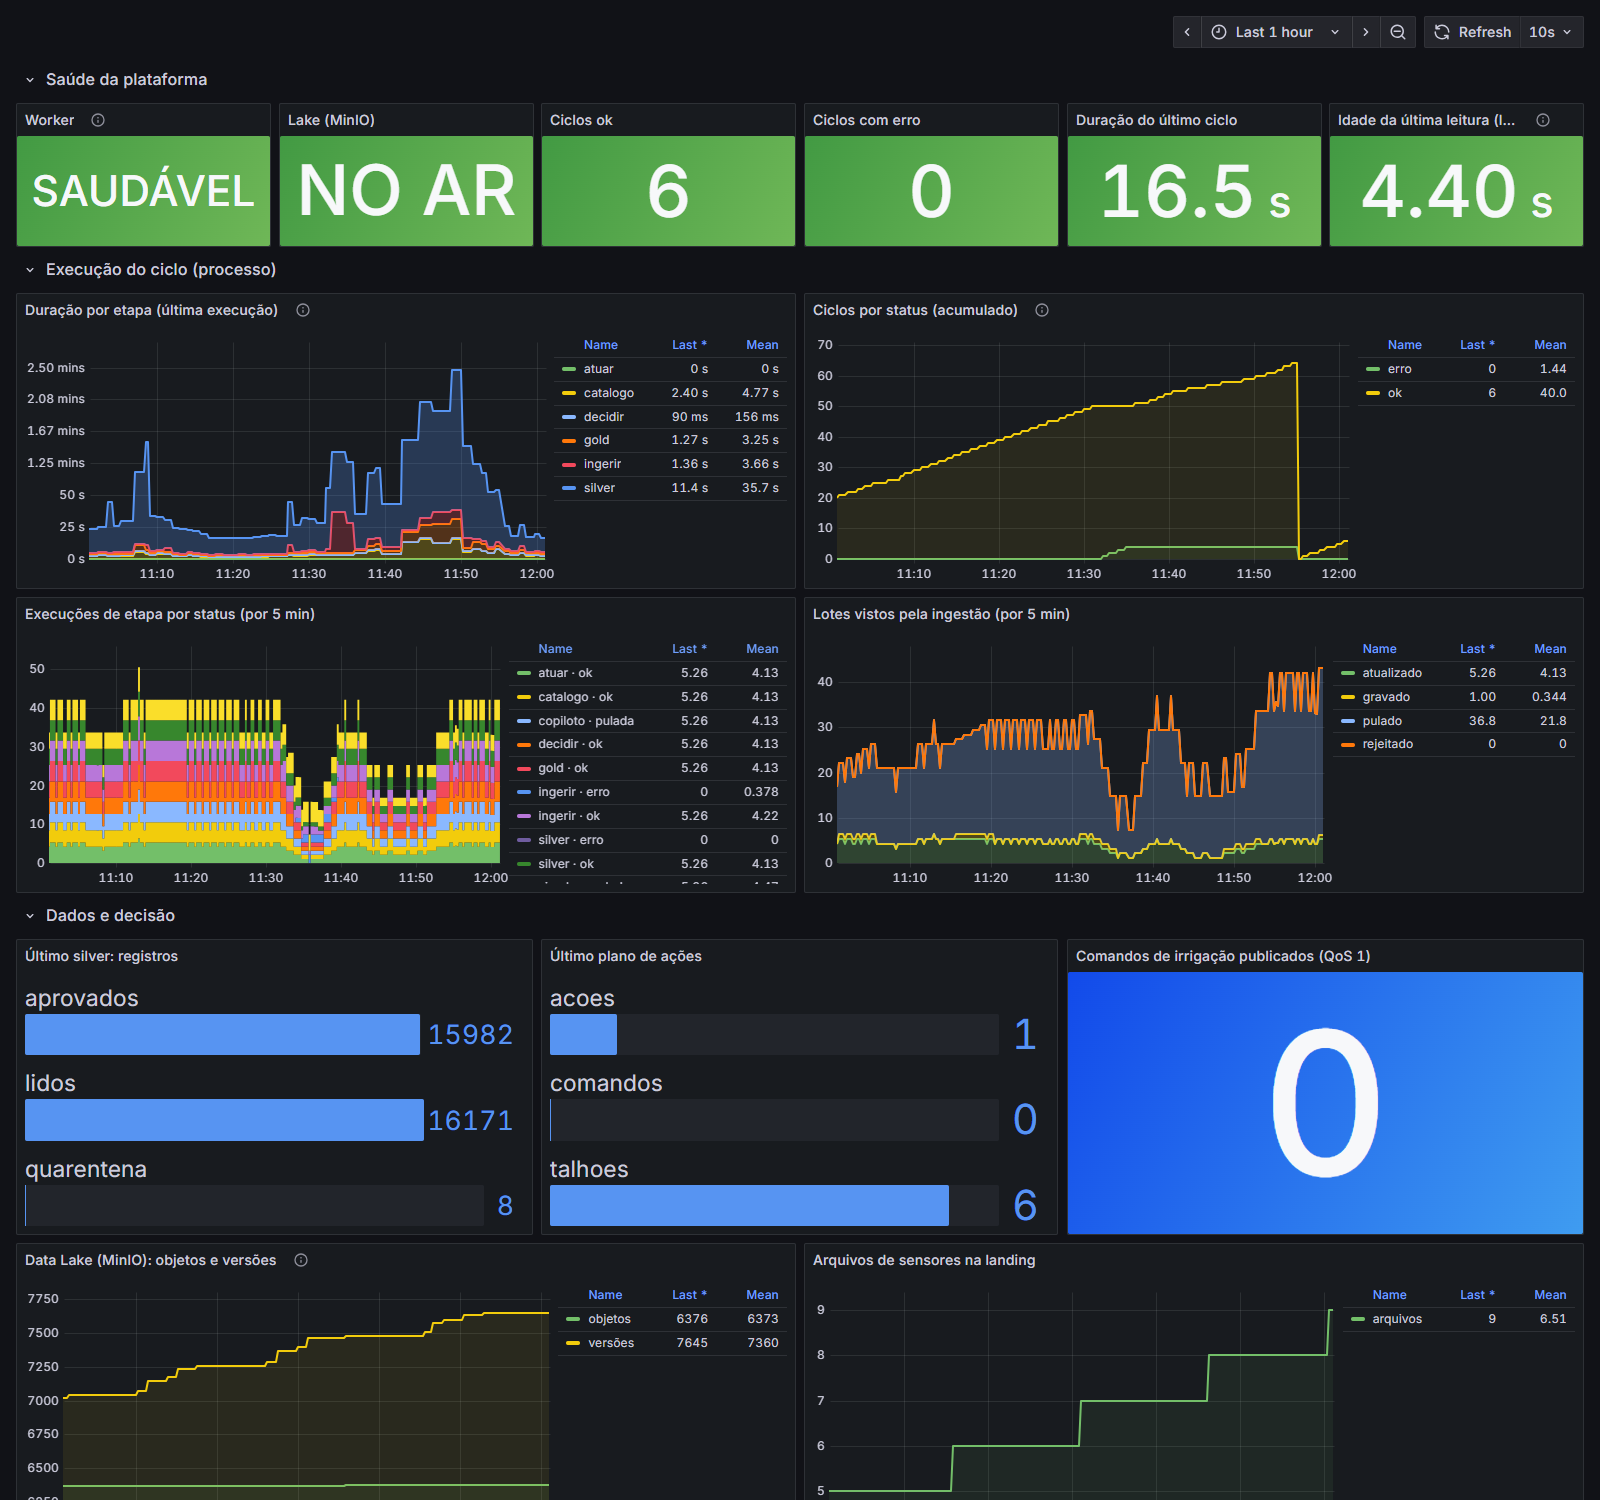 Last 1 hour
Refresh
10s
Saúde da plataforma
Worker
Lake (MinIO)
Ciclos ok
Ciclos com erro
Duração do último ciclo
Idade da última leitura (l...
SAUDÁVEL
NO AR
6
0
16.5 s
4.40 s
Execução do ciclo (processo)
Duração por etapa (última execução)
2.50 mins
2.08 mins
1.67 mins
1.25 mins
50 s
25 s
0 s
11:10 11:20 11:30 11:40 11:50 12:00
Name Last * Mean
atuar 0 s 0 s
catalogo 2.40 s 4.77 s
decidir 90 ms 156 ms
gold 1.27 s 3.25 s
ingerir 1.36 s 3.66 s
silver 11.4 s 35.7 s
Ciclos por status (acumulado)
70
60
50
40
30
20
10
0
11:10 11:20 11:30 11:40 11:50 12:00
Name Last * Mean
erro 0 1.44
ok 6 40.0
Execuções de etapa por status (por 5 min)
50
40
30
20
10
0
11:10 11:20 11:30 11:40 11:50 12:00
Name Last * Mean
atuar · ok 5.26 4.13
catalogo · ok 5.26 4.13
copiloto · pulada 5.26 4.13
decidir · ok 5.26 4.13
gold · ok 5.26 4.13
ingerir · erro 0 0.378
ingerir · ok 5.26 4.22
silver · erro 0 0
silver · ok 5.26 4.13
Lotes vistos pela ingestão (por 5 min)
40
30
20
10
0
11:10 11:20 11:30 11:40 11:50 12:00
Name Last * Mean
atualizado 5.26 4.13
gravado 1.00 0.344
pulado 36.8 21.8
rejeitado 0 0
Dados e decisão
Último silver: registros
aprovados
15982
lidos
16171
quarentena
8
Último plano de ações
acoes
1
comandos
0
talhoes
6
Comandos de irrigação publicados (QoS 1)
0
Data Lake (MinIO): objetos e versões
7750
7500
7250
7000
6750
6500
Name Last * Mean
objetos 6376 6373
versões 7645 7360
Arquivos de sensores na landing
9
8
7
6
5
Name Last * Mean
arquivos 9 6.51